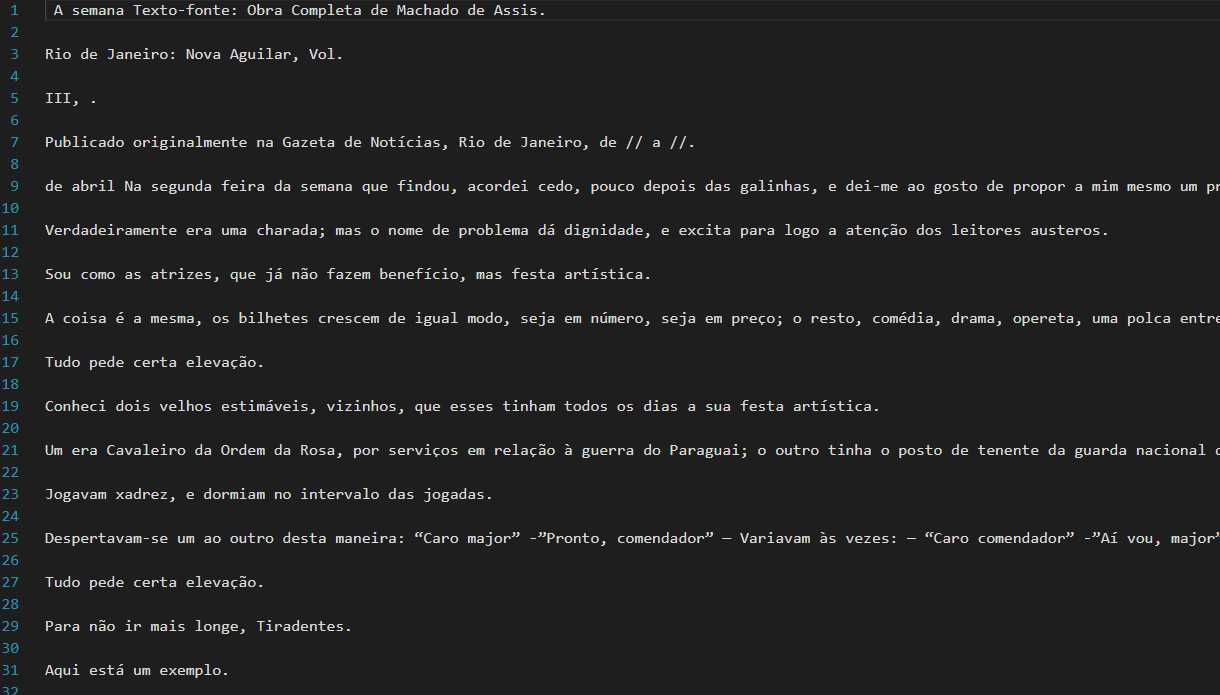 1 A semana Texto-fonte: Obra Completa de Machado de Assis.
2
3 Rio de Janeiro: Nova Aguilar, Vol.
4
5 III, .
6
7 Publicado originalmente na Gazeta de Notícias, Rio de Janeiro, de // a //.
8
9 de abril Na segunda feira da semana que findou, acordei cedo, pouco depois das galinhas, e dei-me ao gosto de propor a mim mesmo um
10
11 Verdadeiramente era uma charada; mas o nome de problema dá dignidade, e excita para logo a atenção dos leitores austeros.
12
13 Sou como as atrizes, que já não fazem benefício, mas festa artística.
14
15 A coisa é a mesma, os bilhetes crescem de igual modo, seja em número, seja em preço; o resto, comédia, drama, opereta, uma polca
16
17 Tudo pede certa elevação.
18
19 Conheci dois velhos estimáveis, vizinhos, que esses tinham todos os dias a sua festa artística.
20
21 Um era Cavaleiro da Ordem da Rosa, por serviços em relação à guerra do Paraguai; o outro tinha o posto de tenente da guarda nacional
22
23 Jogavam xadrez, e dormiam no intervalo das jogadas.
24
25 Despertavam-se um ao outro desta maneira: “Caro major” -”Pronto, comendador” — Variavam às vezes: — “Caro comendador” -”Aí vou, major”
26
27 Tudo pede certa elevação.
28
29 Para não ir mais longe, Tiradentes.
30
31 Aqui está um exemplo.
32